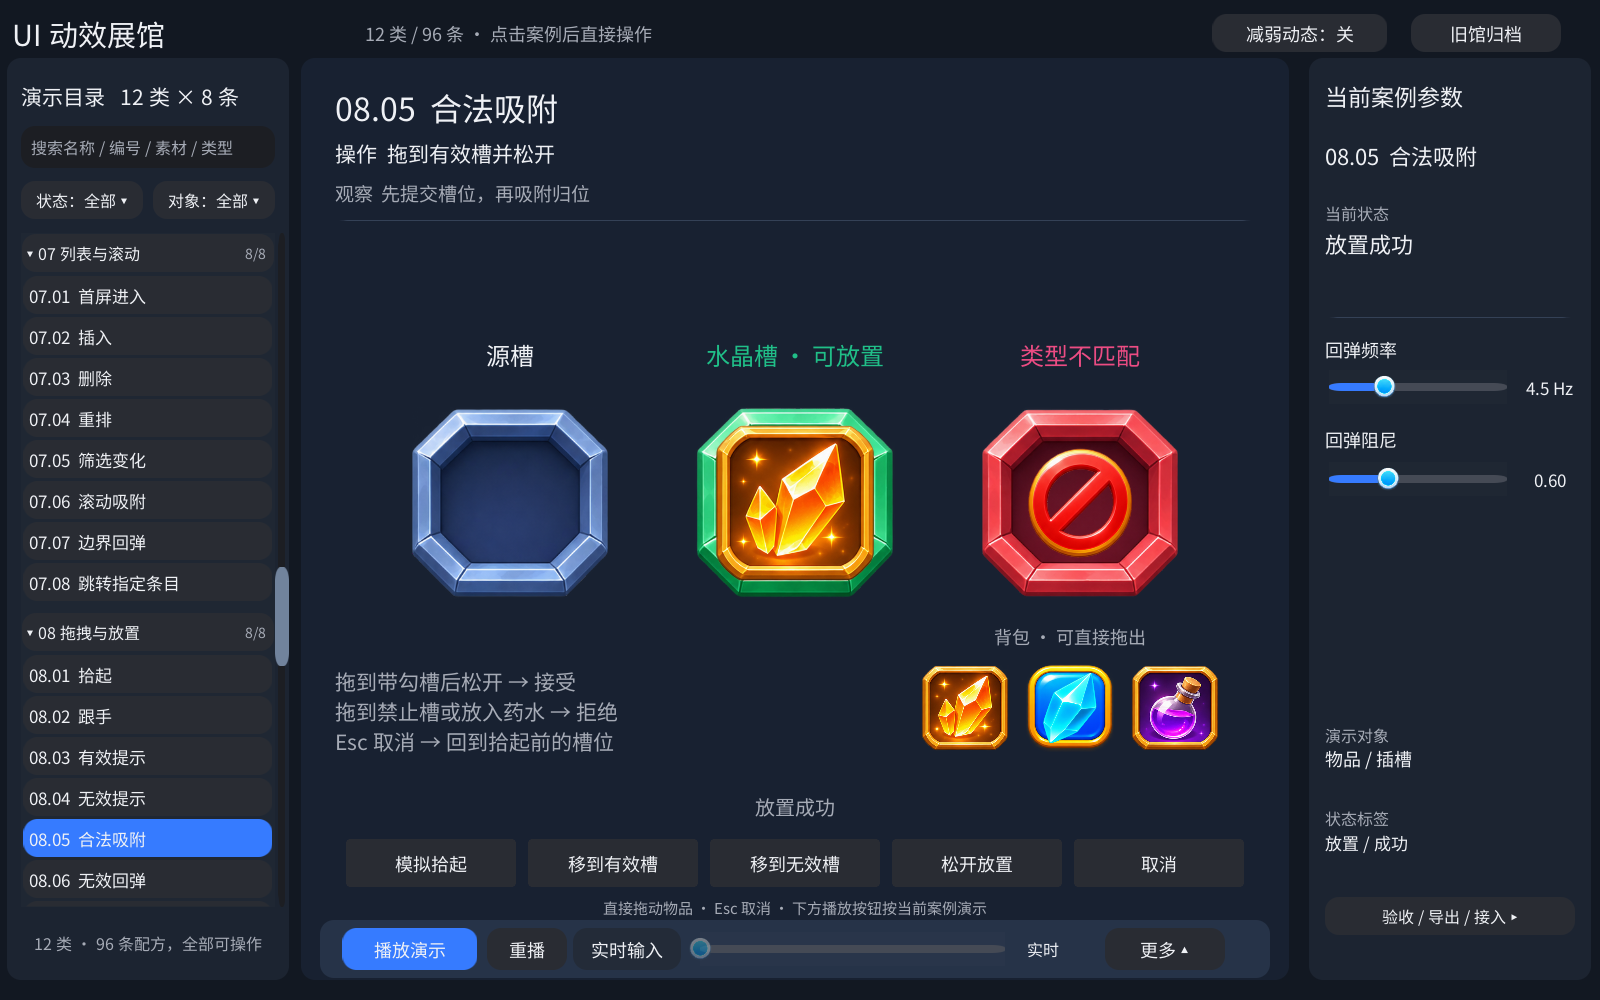 UI 动效展馆
12 类 / 96 条 · 点击案例后直接操作
减弱动态：关
旧馆归档
演示目录 12 类 × 8 条
搜索名称 / 编号 / 素材 / 类型
状态：全部 ▾
对象：全部 ▾
▾ 07 列表与滚动 8/8
07.01 首屏进入
07.02 插入
07.03 删除
07.04 重排
07.05 筛选变化
07.06 滚动吸附
07.07 边界回弹
07.08 跳转指定条目
▾ 08 拖拽与放置 8/8
08.01 拾起
08.02 跟手
08.03 有效提示
08.04 无效提示
08.05 合法吸附
08.06 无效回弹
12 类 · 96 条配方，全部可操作
08.05 合法吸附
操作 拖到有效槽并松开
观察 先提交槽位，再吸附归位
源槽
水晶槽 · 可放置
类型不匹配
背包 · 可直接拖出
拖到带勾槽后松开 → 接受
拖到禁止槽或放入药水 → 拒绝
Esc 取消 → 回到拾起前的槽位
放置成功
模拟拾起
移到有效槽
移到无效槽
松开放置
取消
直接拖动物品 · Esc 取消 · 下方播放按钮按当前案例演示
播放演示
重播
实时输入
实时
更多 ▴
当前案例参数
08.05 合法吸附
当前状态
放置成功
回弹频率
4.5 Hz
回弹阻尼
0.60
演示对象
物品 / 插槽
状态标签
放置 / 成功
验收 / 导出 / 接入 ▸